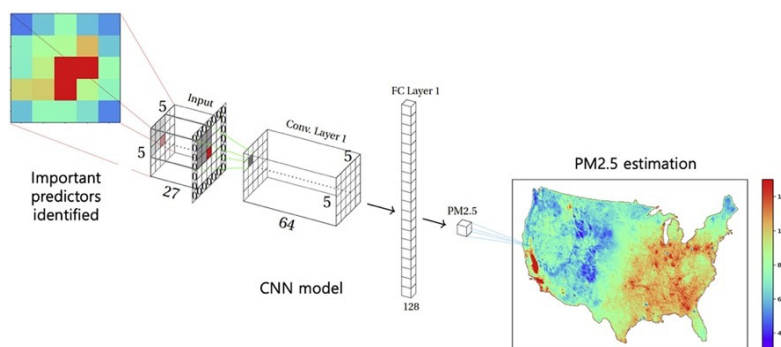 Important
predictors
identified
5
5
27
Input
Conv. Layer 1
5
5
64
CNN model
FC Layer 1
128
PM2.5
PM2.5 estimation